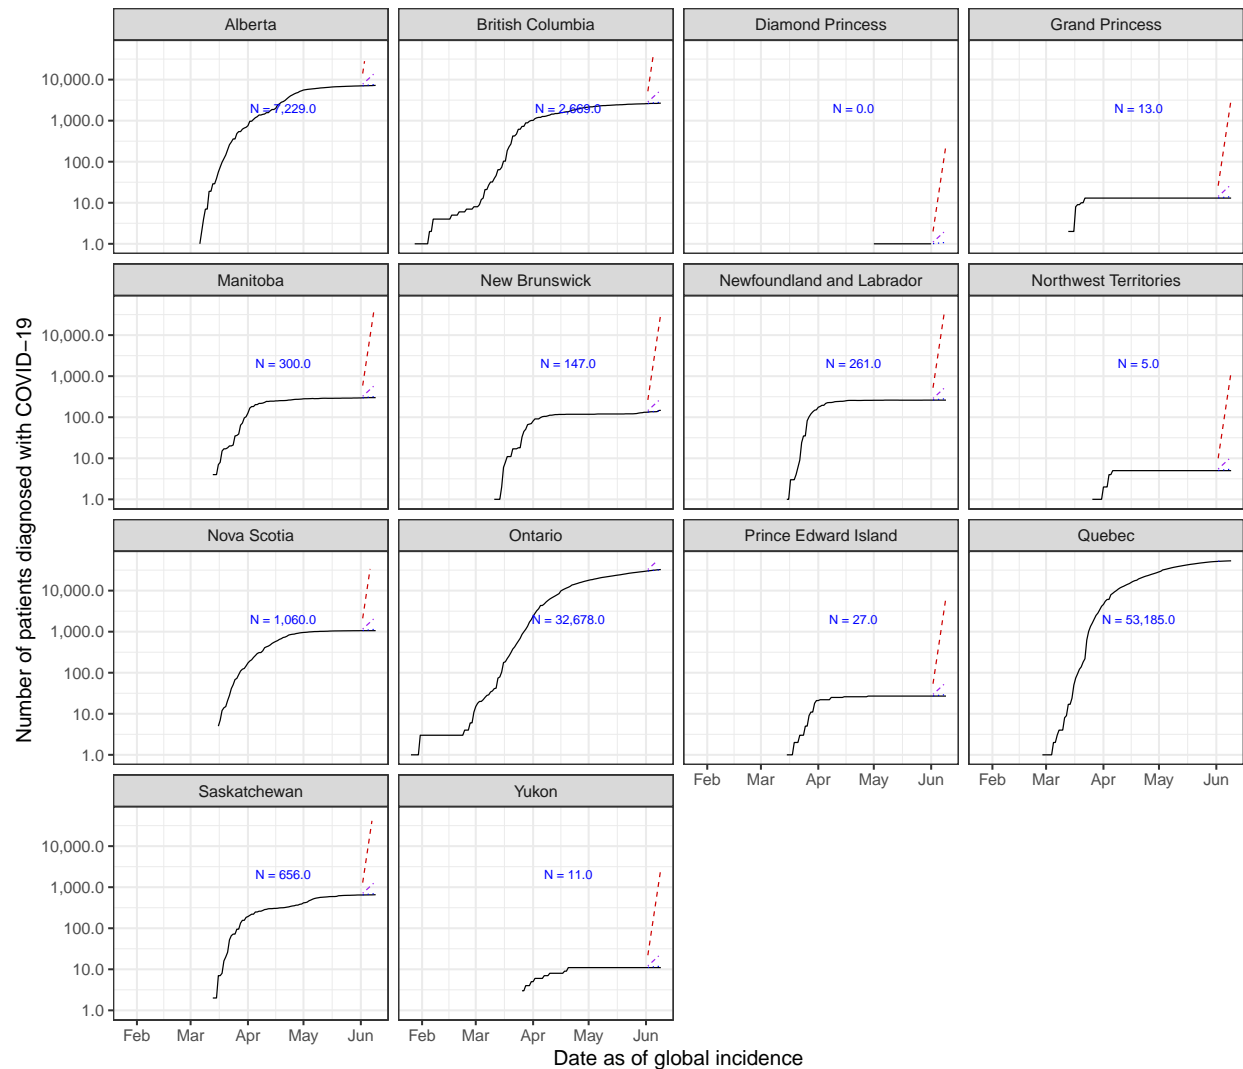 Alberta
British Columbia
Diamond Princess
Grand Princess
10,000.0
1,000.0
100.0
10.0
1.0
N = 7,229.0
N = 2,669.0
N = 0.0
N = 13.0
Manitoba
New Brunswick
Newfoundland and Labrador
Northwest Territories
10,000.0
1,000.0
100.0
10.0
1.0
N = 300.0
N = 147.0
N = 261.0
N = 5.0
Number of patients diagnosed with COVID−19
Nova Scotia
Ontario
Prince Edward Island
Quebec
10,000.0
1,000.0
100.0
10.0
1.0
N = 1,060.0
N = 32,678.0
N = 27.0
N = 53,185.0
Feb Mar Apr May Jun
Feb Mar Apr May Jun
Saskatchewan
Yukon
10,000.0
1,000.0
100.0
10.0
1.0
N = 656.0
N = 11.0
Feb Mar Apr May Jun
Feb Mar Apr May Jun
Date as of global incidence